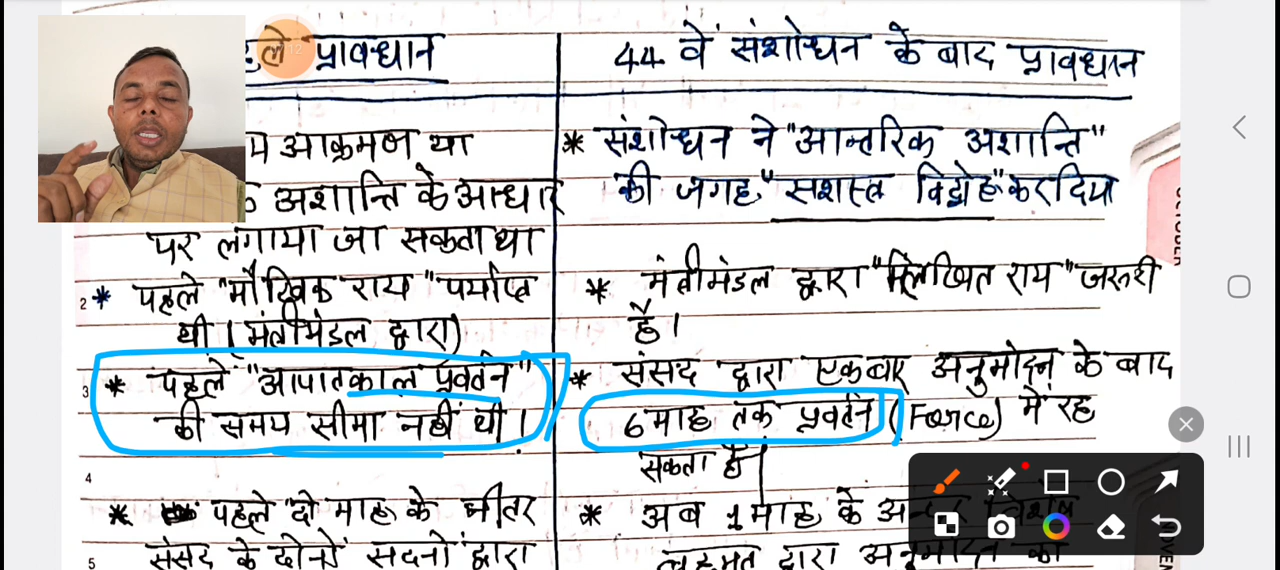 हले प्रावधान
44 वें संशोधन के बाद प्रावधान
आक्रमण या
अशान्ति के आधार
पर लगाया जा सकता था
* संशोधन ने "आन्तरिक अशान्ति"
की जगह "सशस्त्र विद्रोह" कर दिया
2 * पहले "मौखिक राय" पर्याप्त
थी (मंत्रीमंडल द्वारा)
* मंत्रीमंडल द्वारा "लिखित राय" जरूरी
है।
3 * पहले "आपातकाल प्रवर्तन"
की समय सीमा नहीं थी।
* संसद द्वारा एकबार अनुमोदन के बाद
6 माह तक प्रवर्तन (Force) में रह
सकता है।
4
* पहले दो माह के भीतर
5 संसद के दोनों सदनों द्वारा
* अब 1 माह के
द्वारा अनुमोदन
OCTOBER